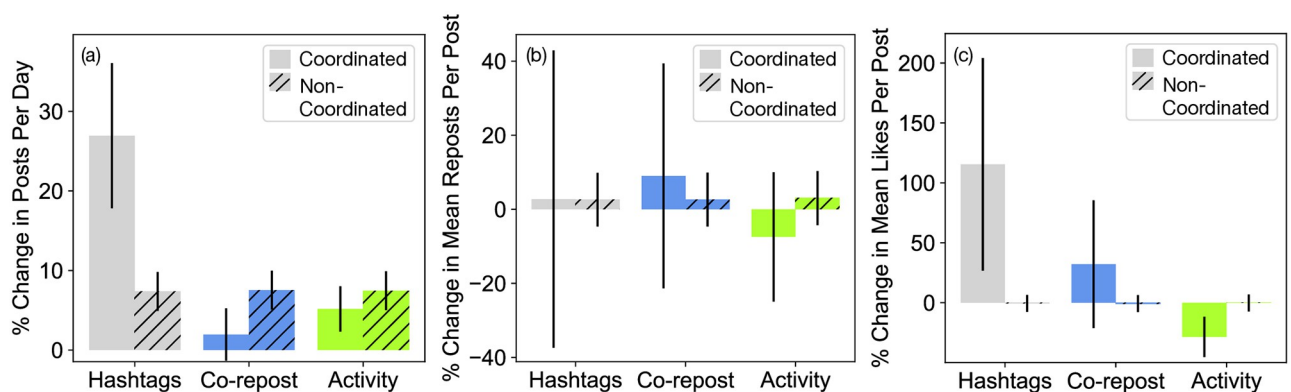 % Change in Posts Per Day
(a)
Coordinated
Non-
Coordinated
30
20
10
0
Hashtags Co-repost Activity
% Change in Mean Reposts Per Post
(b)
Coordinated
Non-
Coordinated
40
20
0
−20
−40
Hashtags Co-repost Activity
% Change in Mean Likes Per Post
(c)
Coordinated
Non-
Coordinated
200
150
100
50
0
Hashtags Co-repost Activity